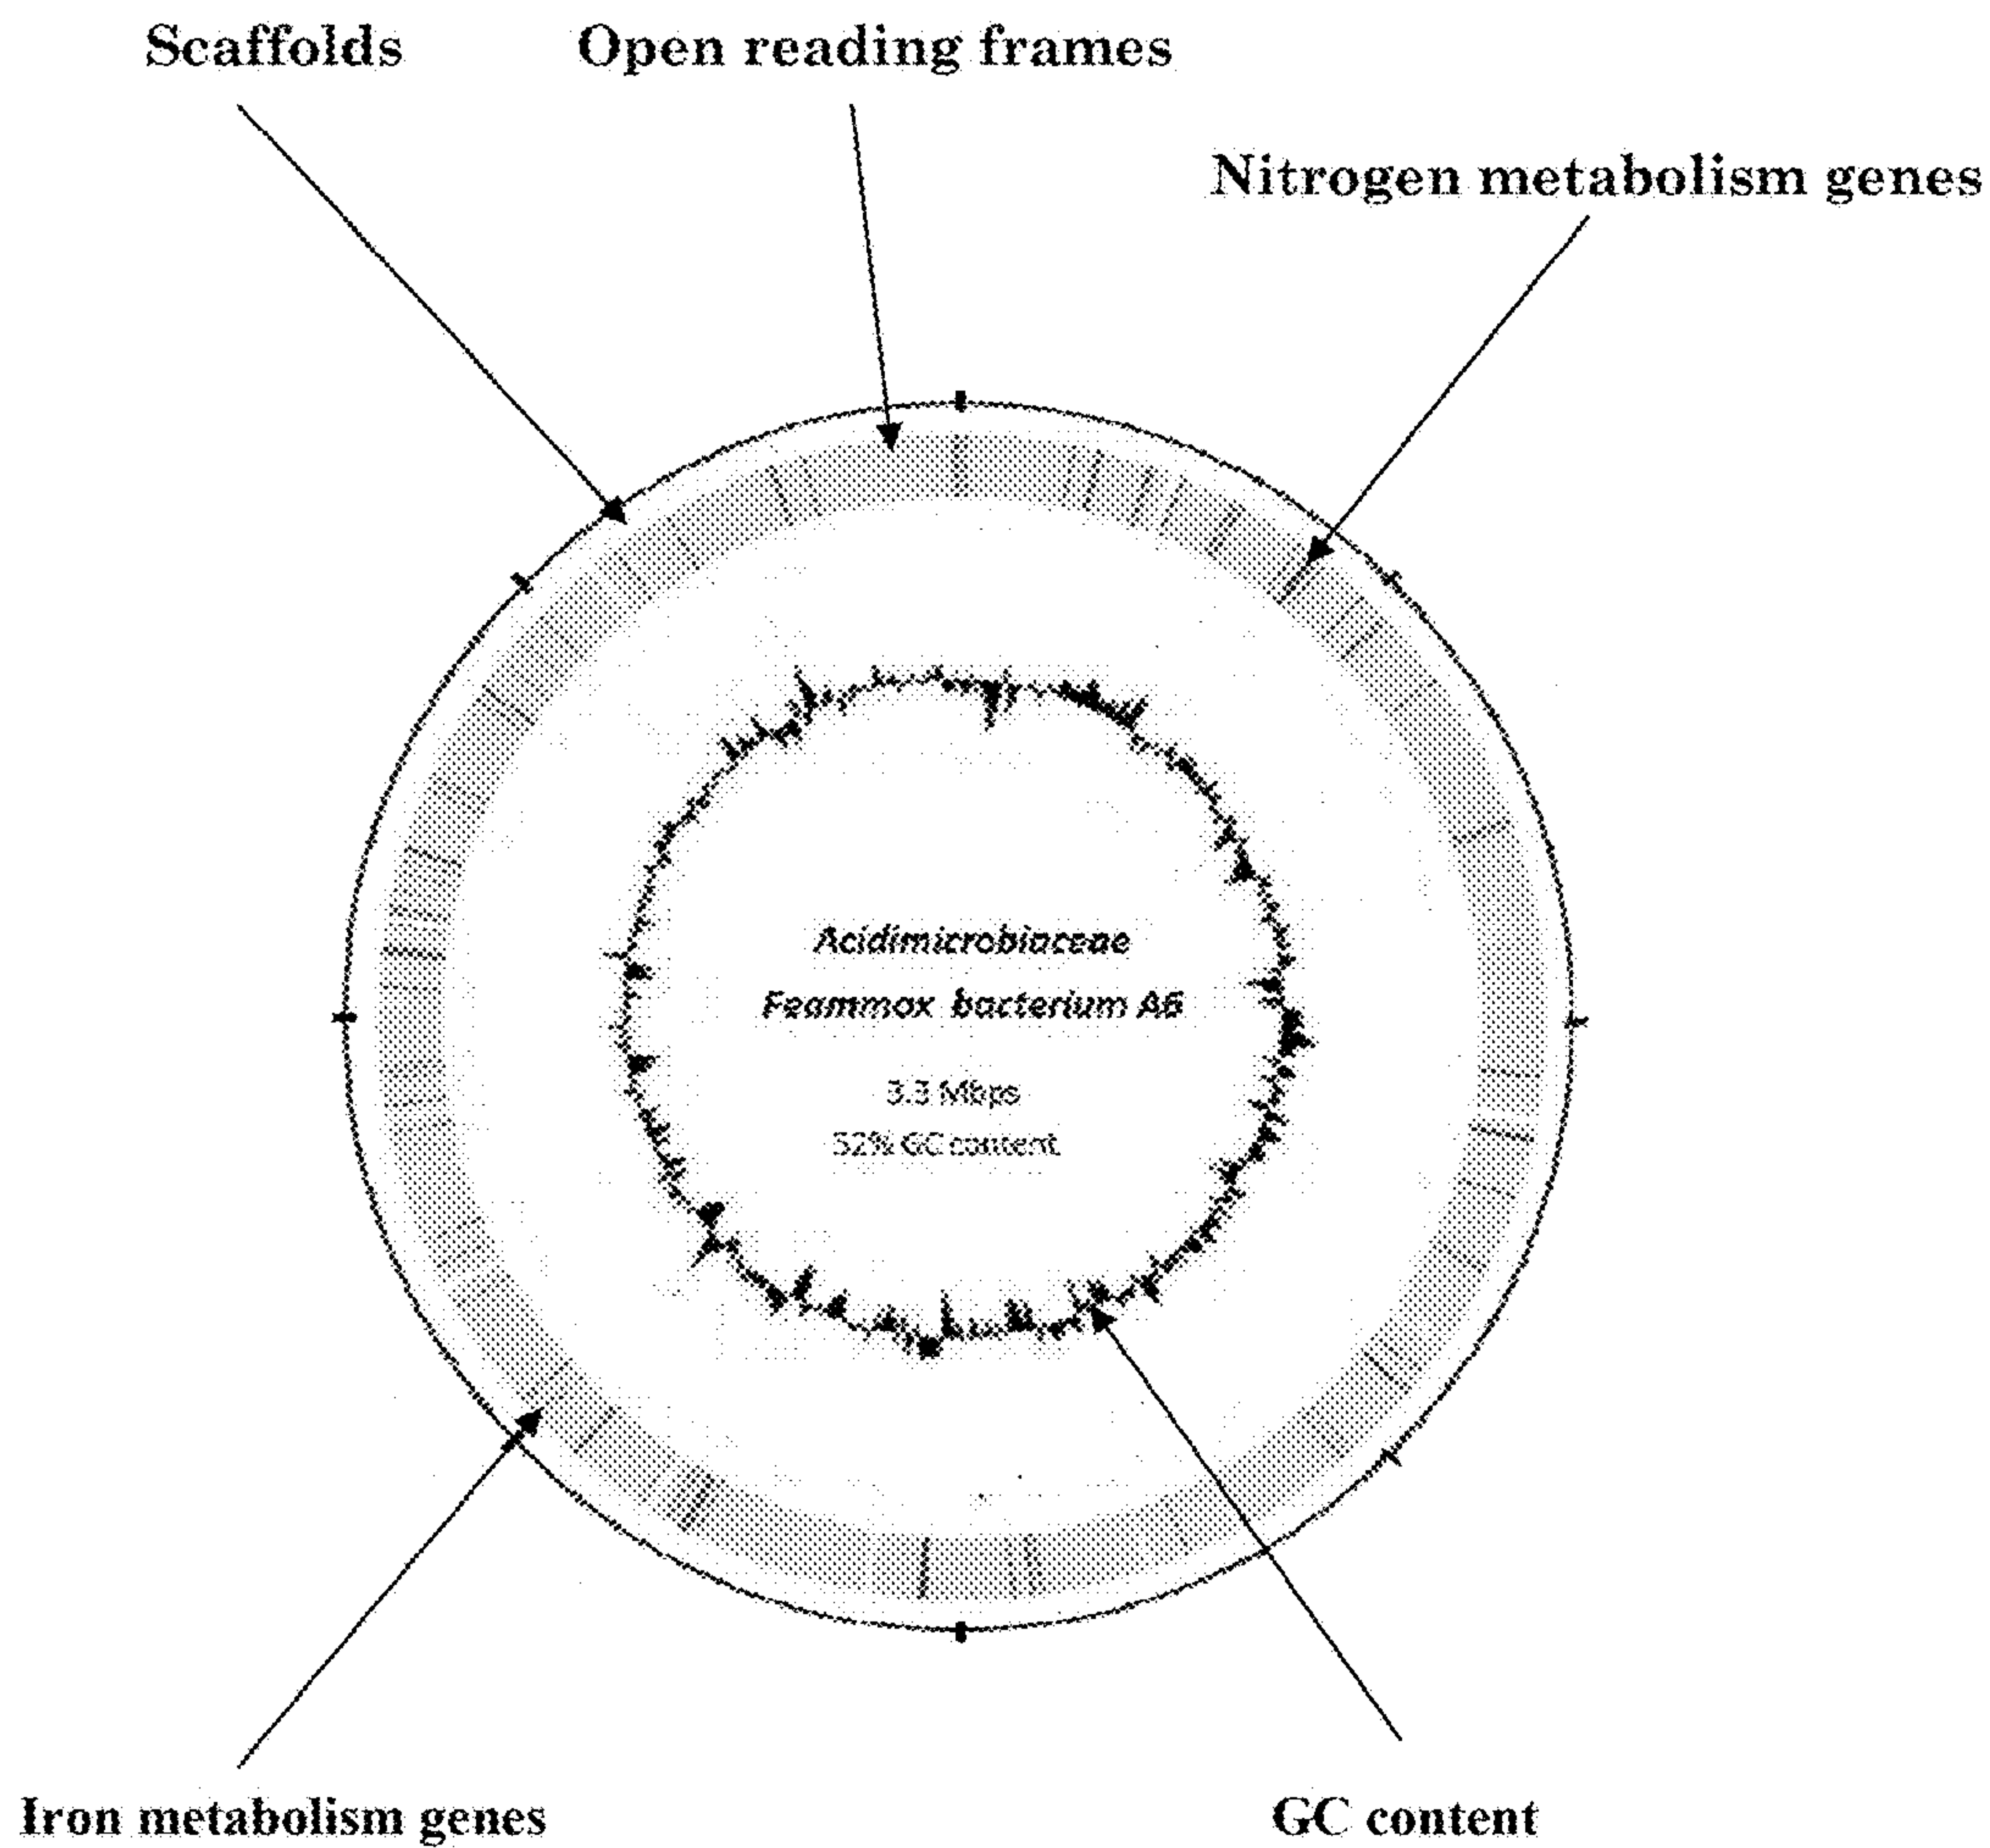 Scaffolds
Open reading frames
Nitrogen metabolism genes
Acidimicrobiaceae
Feammox bacterium A6
3.3 Mbps
52% GC content
Iron metabolism genes
GC content